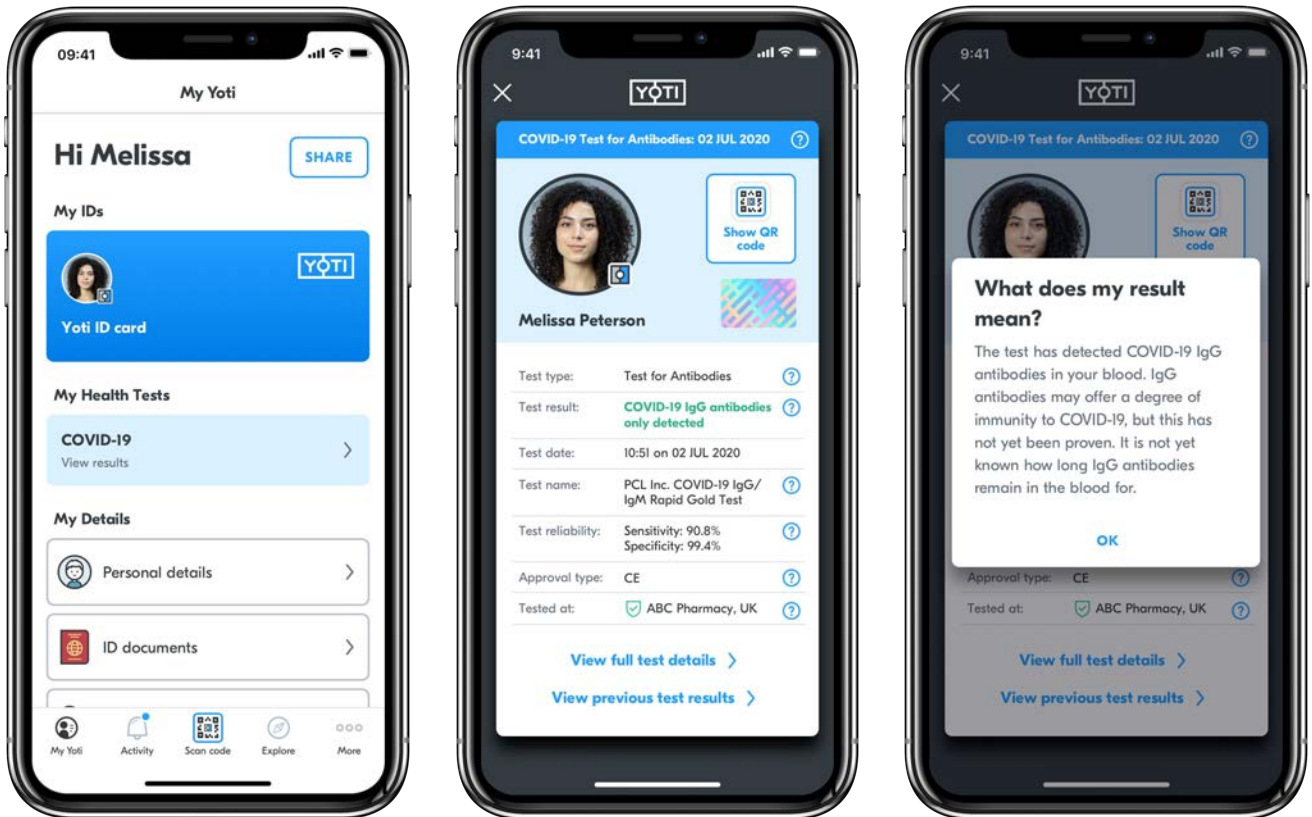 09:41
My Yoti
Hi Melissa
SHARE
My IDs
YOTI
Yoti ID card
My Health Tests
COVID-19
View results
My Details
Personal details
ID documents
My Yoti
Activity
Scan code
Explore
More
9:41
YOTI
COVID-19 Test for Antibodies: 02 JUL 2020
Show QR
code
Melissa Peterson
Test type: Test for Antibodies
Test result: COVID-19 IgG antibodies
only detected
Test date: 10:51 on 02 JUL 2020
Test name: PCL Inc. COVID-19 IgG/
IgM Rapid Gold Test
Test reliability: Sensitivity: 90.8%
Specificity: 99.4%
Approval type: CE
Tested at: ABC Pharmacy, UK
View full test details
View previous test results
9:41
YOTI
COVID-19 Test for Antibodies: 02 JUL 2020
Show QR
code
What does my result
mean?
The test has detected COVID-19 IgG
antibodies in your blood. IgG
antibodies may offer a degree of
immunity to COVID-19, but this has
not yet been proven. It is not yet
known how long IgG antibodies
remain in the blood for.
OK
Approval type: CE
Tested at: ABC Pharmacy, UK
View full test details
View previous test results